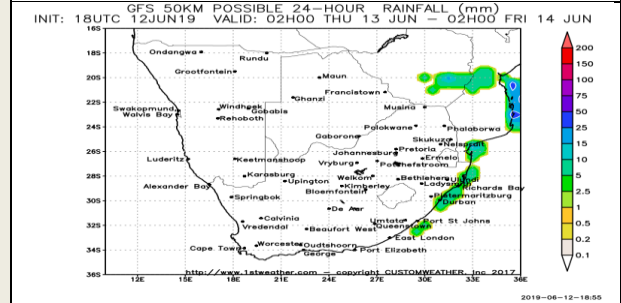 GFS 50KM POSSIBLE 24-HOUR RAINFALL (mm)
INIT: 18UTC 12JUN19 VALID: 02H00 THU 13 JUN - 02H00 FRI 14 JUN
16S
18S
20S
22S
24S
26S
28S
30S
32S
34S
36S
Ondangwa
Rundu
Grootfontein
Maun
Francistown
Ghanzi
Musina
Windhoek
Gobabis
Swakopmund
Walvis Bay
Rehoboth
Polokwane
Phalaborwa
Gaborone
Skukuza
Nelspruit
Pretoria
Johannesburg
Ermelo
Luderitz
Keetmanshoop
Vryburg
Potchefstroom
Karasburg
Upington
Welkom
Bethlehem
Ulundi
Ladysmith
Kimberley
Bloemfontein
Richards Bay
Alexander Bay
Springbok
Pietermaritzburg
Durban
De Aar
Calvinia
Vredendal
Umtata
Port St Johns
Queenstown
Beaufort West
East London
Cape Town
Worcester
Oudtshoorn
George
Port Elizabeth
http://www.1stweather.com - copyright CUSTOMWEATHER, Inc 2017
12E
15E
18E
21E
24E
27E
30E
33E
36E
200
150
100
75
50
25
15
10
5
2.5
1
0.5
0.2
0.1
2019-06-12-18:55